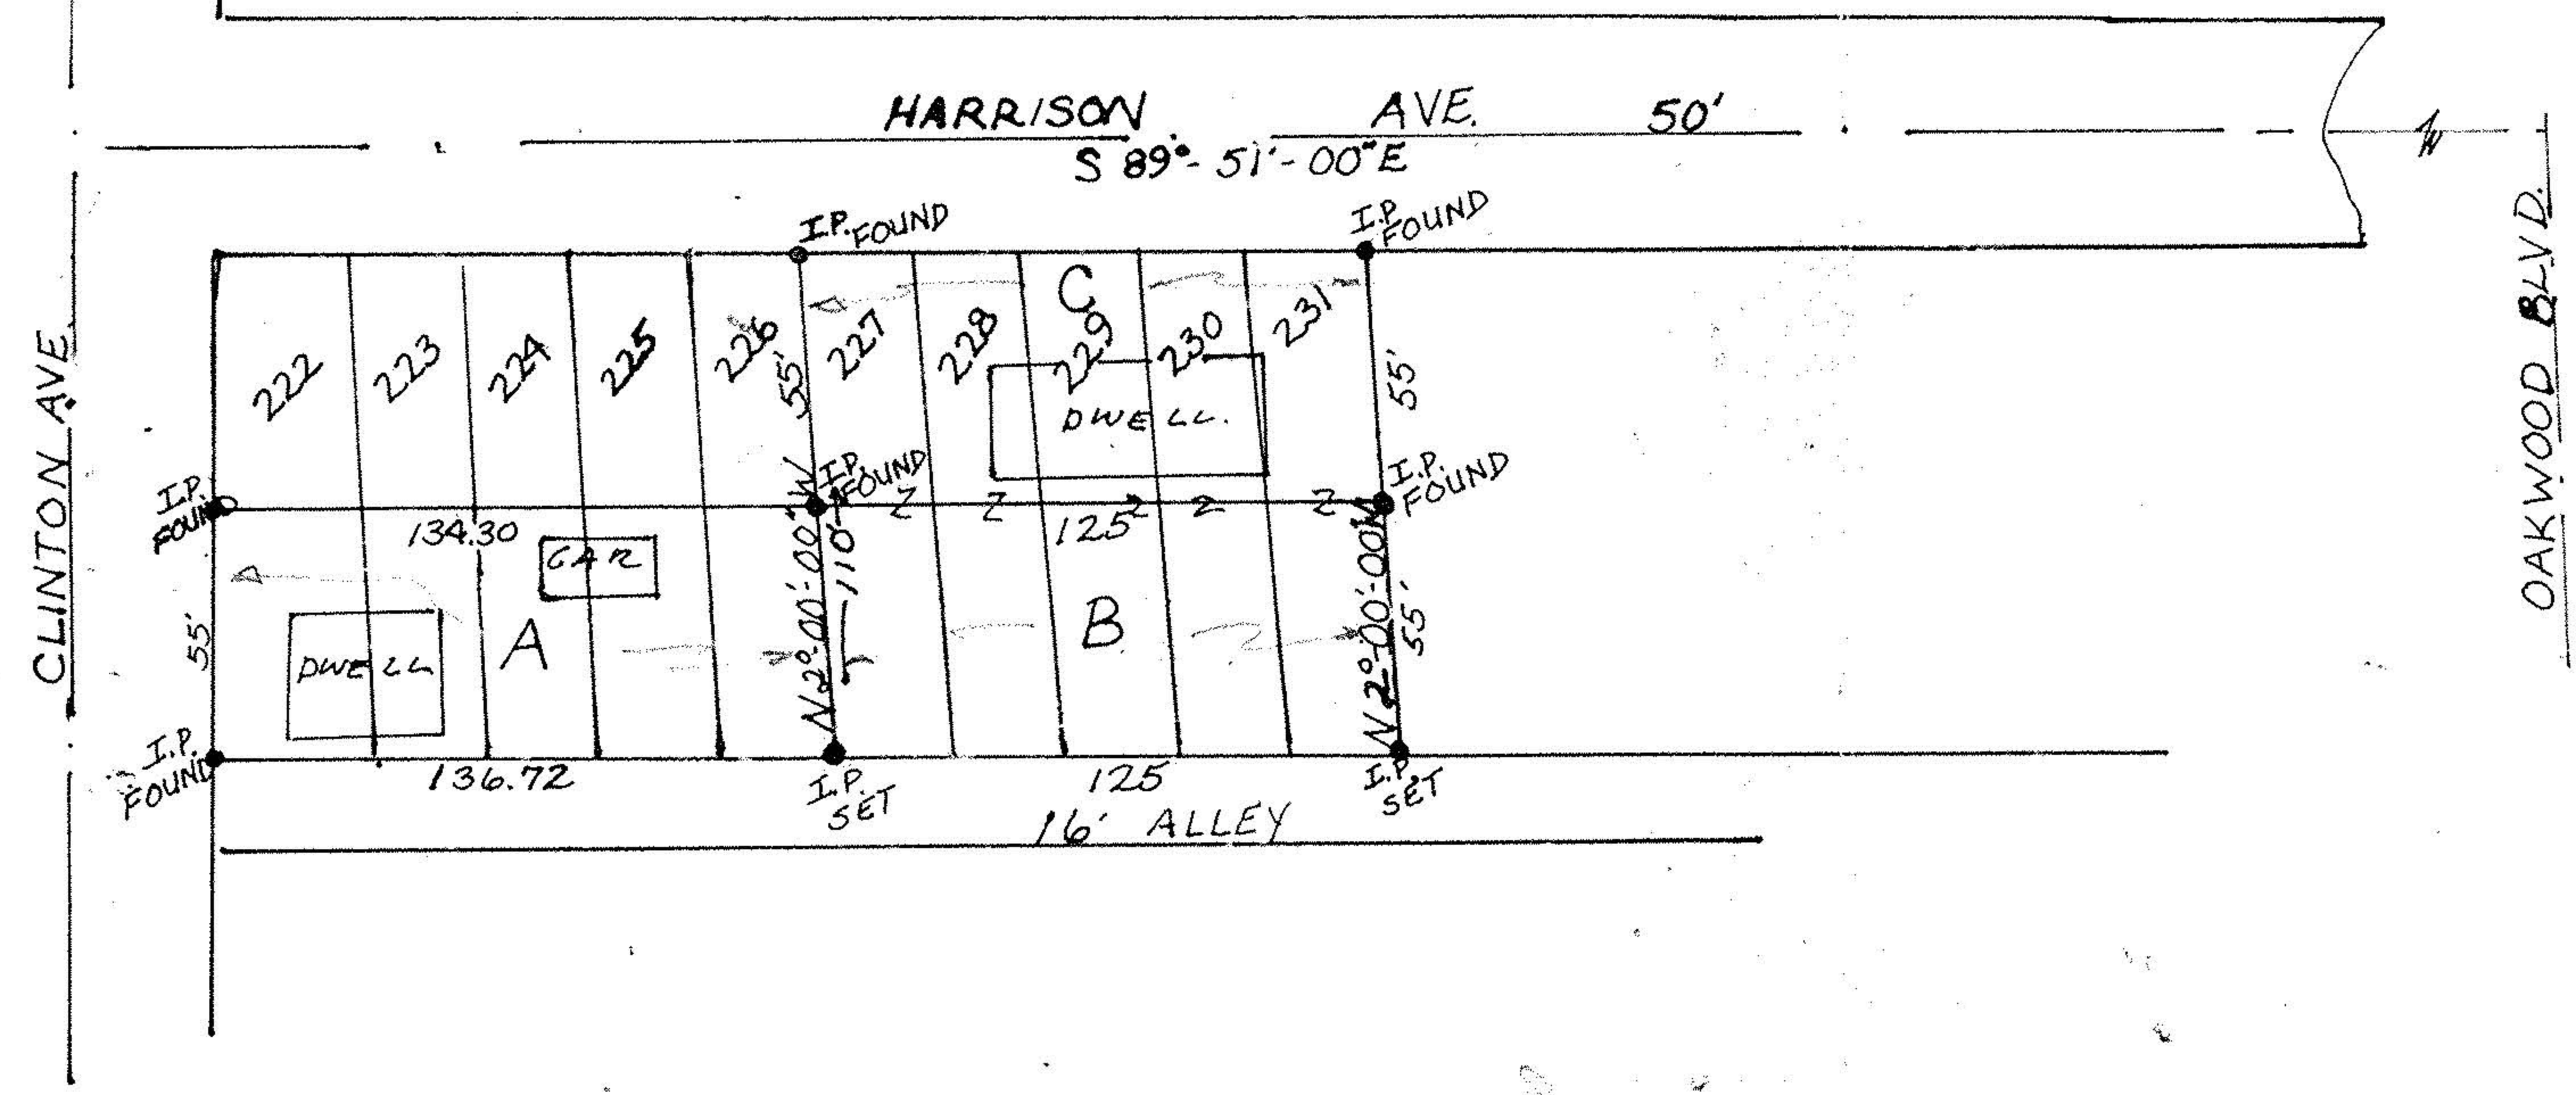 HARRISON AVE. 50'
S 89°- 51'- 00" E
CLINTON AVE.
OAKWOOD BLVD.
I.P. FOUND
I.P. FOUND
C
222
223
224
225
226
227
228
229
230
231
55'
55'
DWELL.
I.P. FOUND
I.P. FOUND
I.P. FOUND
134.30
125
GAR
110'
N 2°-00'-00" W
N 2°-00'-00" W
55'
55'
A
B
DWELL
I.P. FOUND
136.72
I.P. SET
125
I.P. SET
16' ALLEY